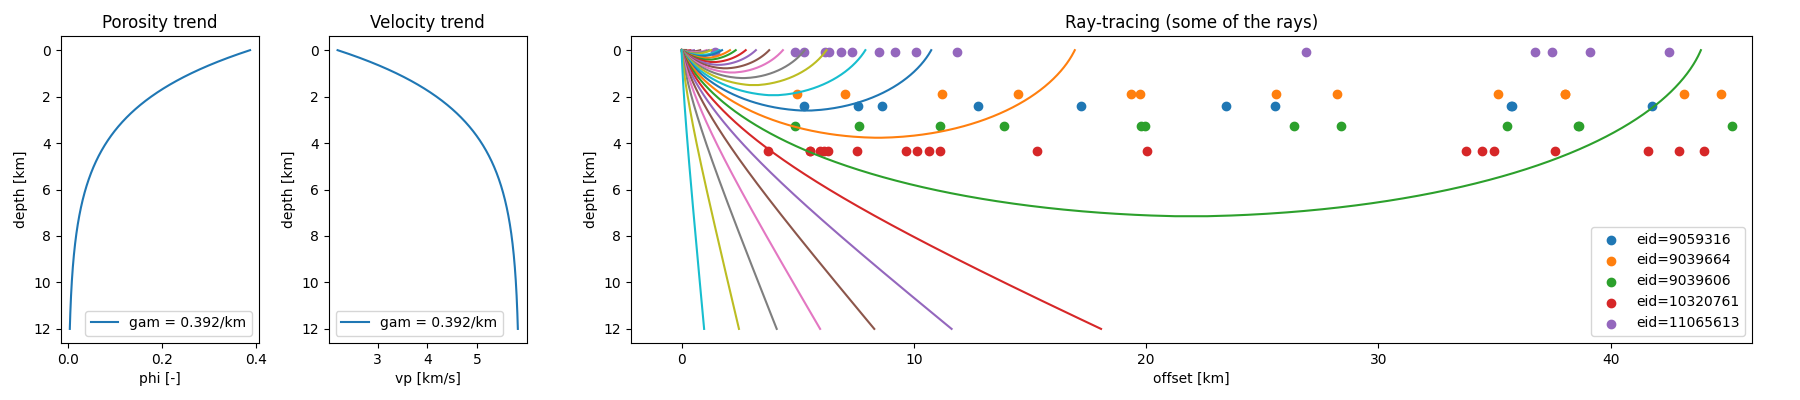 Porosity trend
0
2
4
6
8
10
12
depth [km]
0.0
0.2
0.4
phi [-]
gam = 0.392/km
Velocity trend
0
2
4
6
8
10
12
depth [km]
3
4
5
vp [km/s]
gam = 0.392/km
Ray-tracing (some of the rays)
0
2
4
6
8
10
12
depth [km]
0
10
20
30
40
offset [km]
eid=9059316
eid=9039664
eid=9039606
eid=10320761
eid=11065613